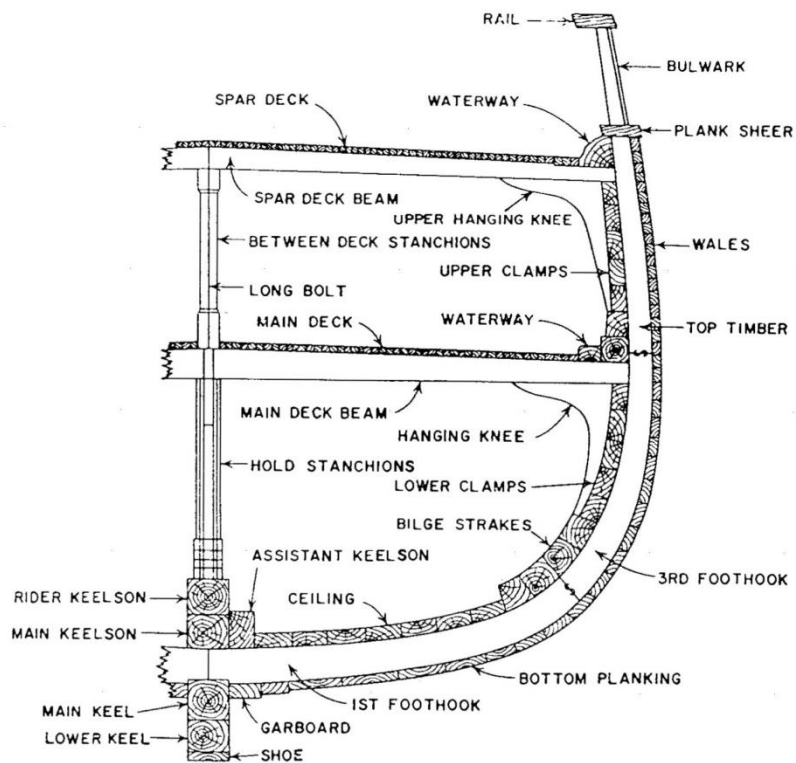 RAIL
BULWARK
SPAR DECK
WATERWAY
PLANK SHEER
SPAR DECK BEAM
UPPER HANGING KNEE
BETWEEN DECK STANCHIONS
WALES
UPPER CLAMPS
LONG BOLT
MAIN DECK
WATERWAY
TOP TIMBER
MAIN DECK BEAM
HANGING KNEE
HOLD STANCHIONS
LOWER CLAMPS
BILGE STRAKES
ASSISTANT KEELSON
3RD FOOTHOOK
RIDER KEELSON
CEILING
MAIN KEELSON
BOTTOM PLANKING
MAIN KEEL
1ST FOOTHOOK
GARBOARD
LOWER KEEL
SHOE